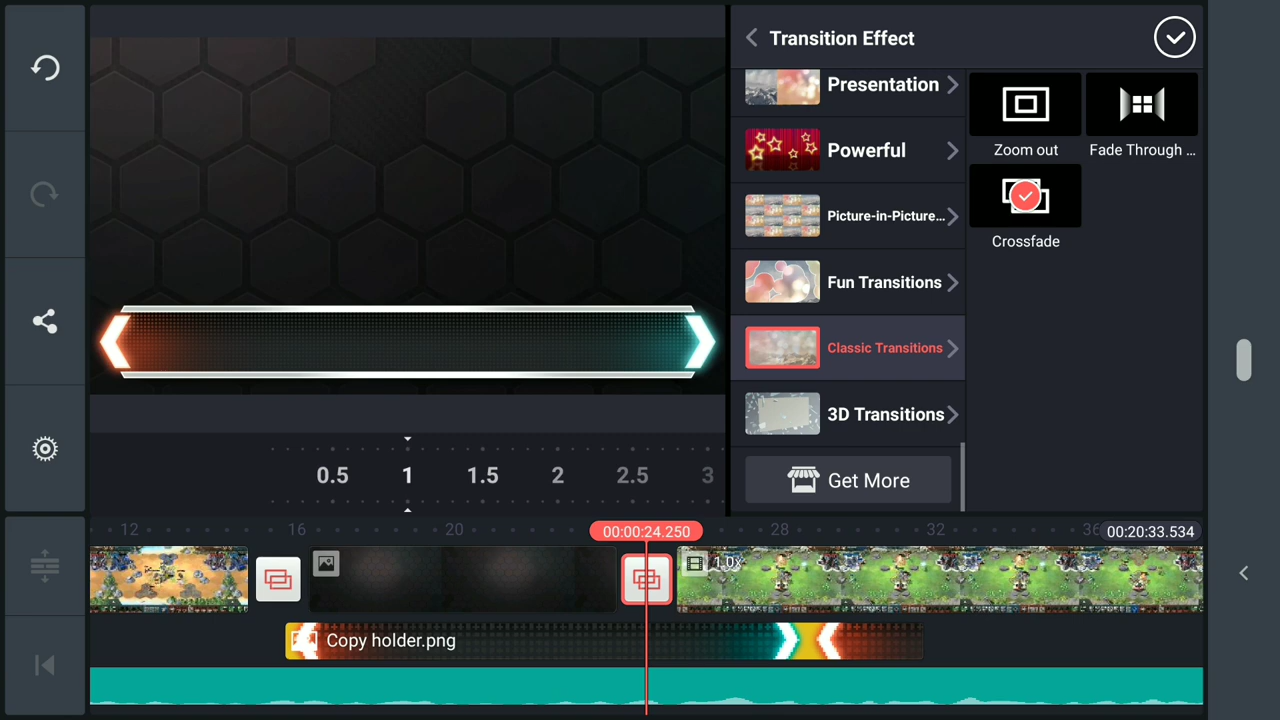 Transition Effect
Presentation
Powerful
Picture-in-Picture...
Fun Transitions
Classic Transitions
3D Transitions
Get More
Zoom out
Fade Through ...
Crossfade
0.5 1 1.5 2 2.5 3
12 16 20 00:00:24.250 28 32 36 00:20:33.534
1.0x
Copy holder.png